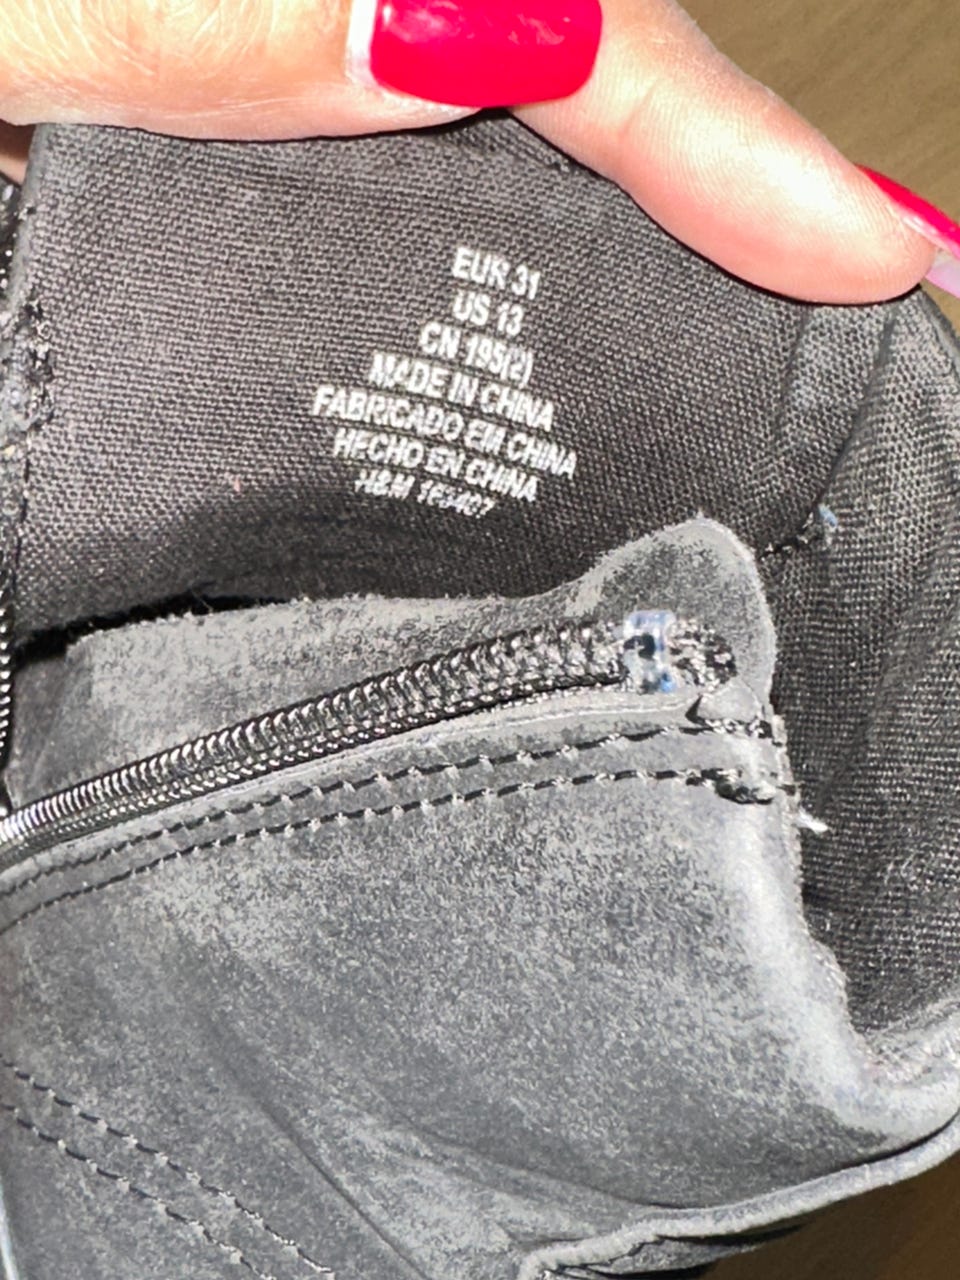 EUR 31
US 13
CN 195(2)
MADE IN CHINA
FABRICADO EM CHINA
HECHO EN CHINA
H&M